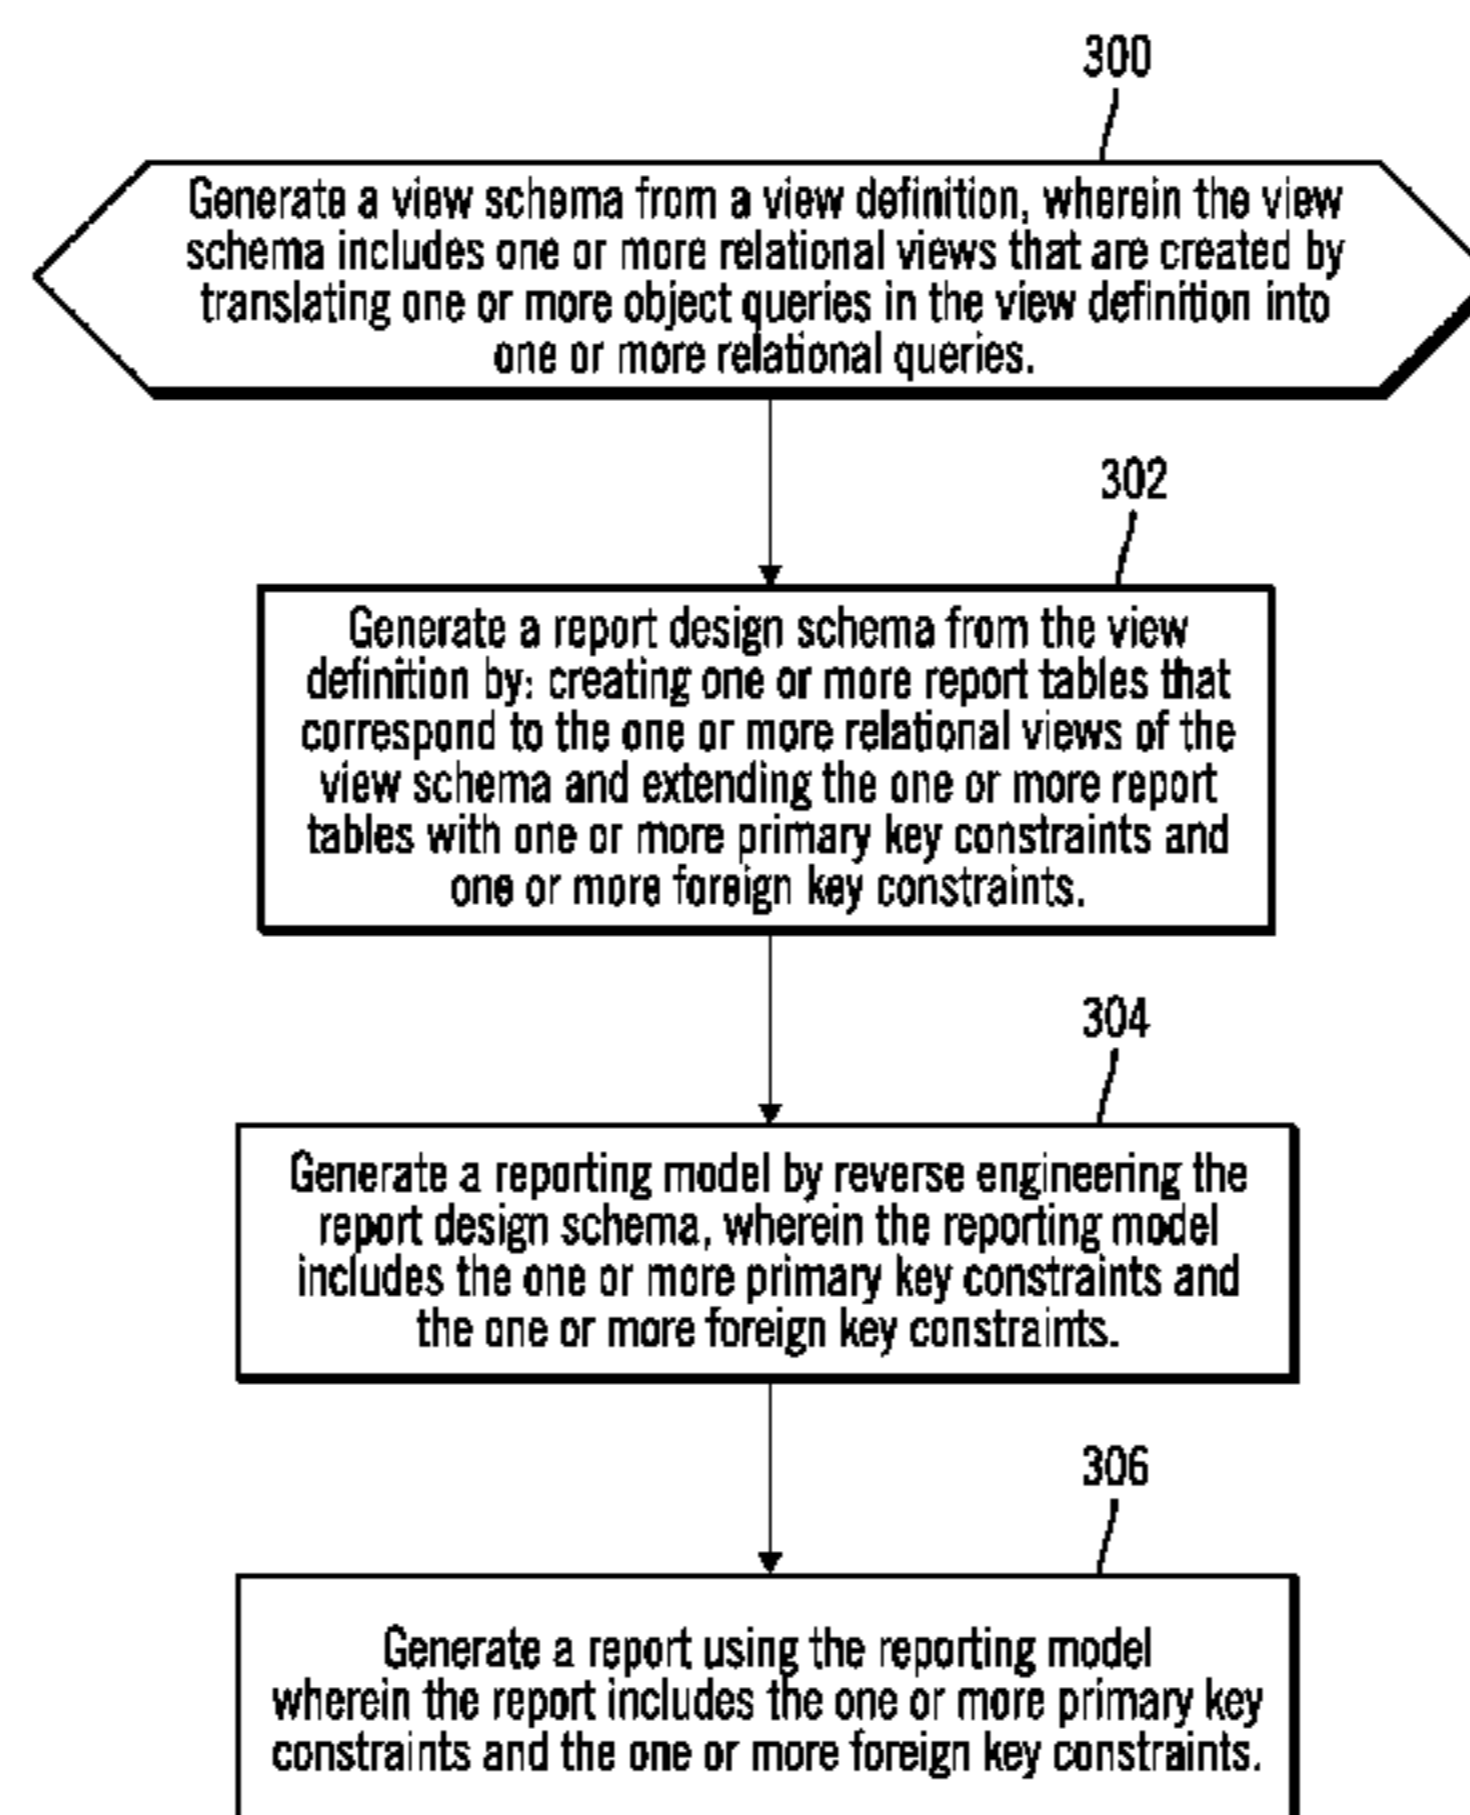 300
Generate a view schema from a view definition, wherein the view
schema includes one or more relational views that are created by
translating one or more object queries in the view definition into
one or more relational queries.
302
Generate a report design schema from the view
definition by: creating one or more report tables that
correspond to the one or more relational views of the
view schema and extending the one or more report
tables with one or more primary key constraints and
one or more foreign key constraints.
304
Generate a reporting model by reverse engineering the
report design schema, wherein the reporting model
includes the one or more primary key constraints and
the one or more foreign key constraints.
306
Generate a report using the reporting model
wherein the report includes the one or more primary key
constraints and the one or more foreign key constraints.